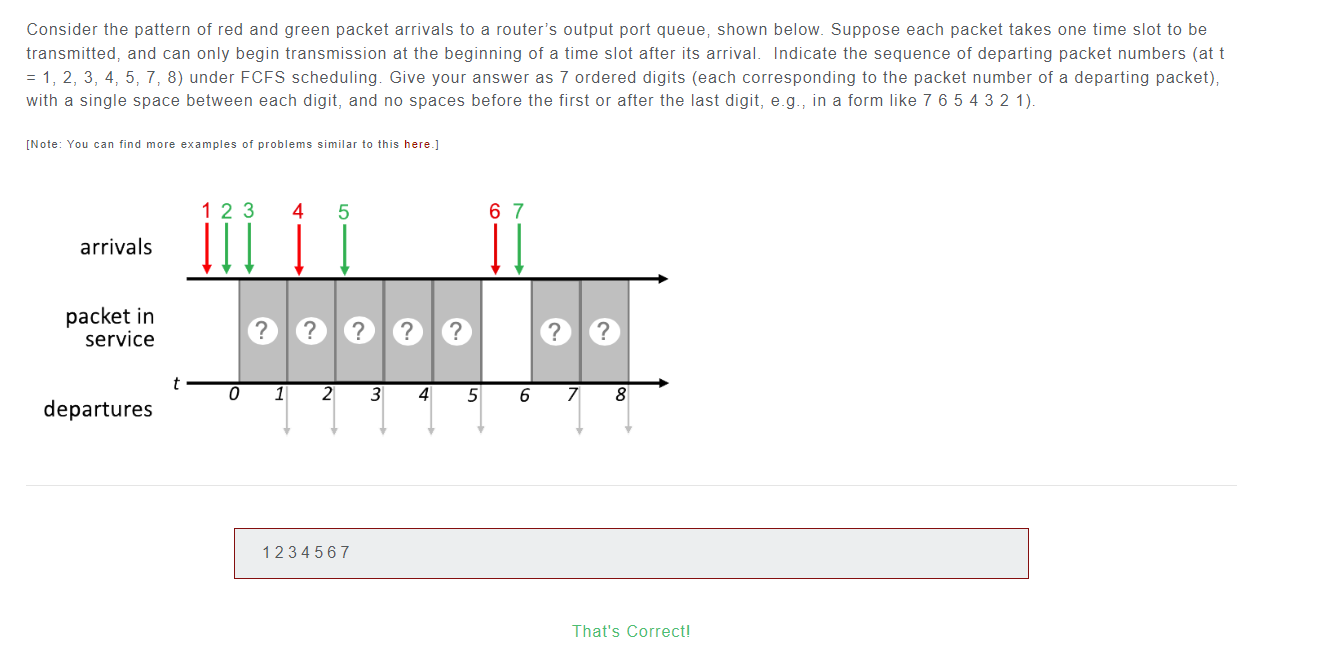 Consider the pattern of red and green packet arrivals to a router’s output port queue, shown below. Suppose each packet takes one time slot to be
transmitted, and can only begin transmission at the beginning of a time slot after its arrival.  Indicate the sequence of departing packet numbers (at t
= 1, 2, 3, 4, 5, 7, 8) under FCFS scheduling. Give your answer as 7 ordered digits (each corresponding to the packet number of a departing packet),
with a single space between each digit, and no spaces before the first or after the last digit, e.g., in a form like 7 6 5 4 3 2 1).
[Note: You can find more examples of problems similar to this here.]
1 2 3 4 5 6 7
arrivals
packet in
service
? ? ? ? ? ? ?
t
0 1 2 3 4 5 6 7 8
departures
1 2 3 4 5 6 7
That's Correct!